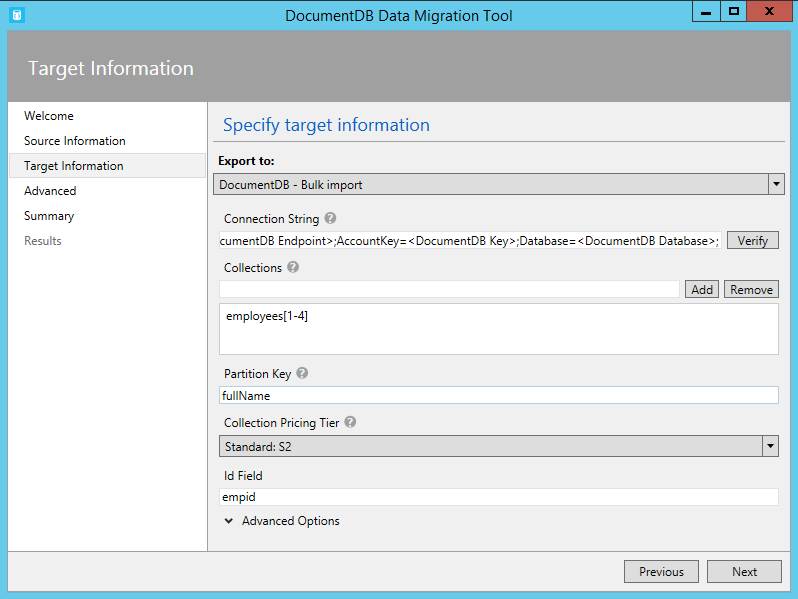 DocumentDB Data Migration Tool
Target Information
Welcome
Source Information
Target Information
Advanced
Summary
Results
Specify target information
Export to:
DocumentDB - Bulk import
Connection String
cumentDB Endpoint>;AccountKey=<DocumentDB Key>;Database=<DocumentDB Database>; Verify
Collections
Add Remove
employees[1-4]
Partition Key
fullName
Collection Pricing Tier
Standard: S2
Id Field
empid
Advanced Options
Previous Next